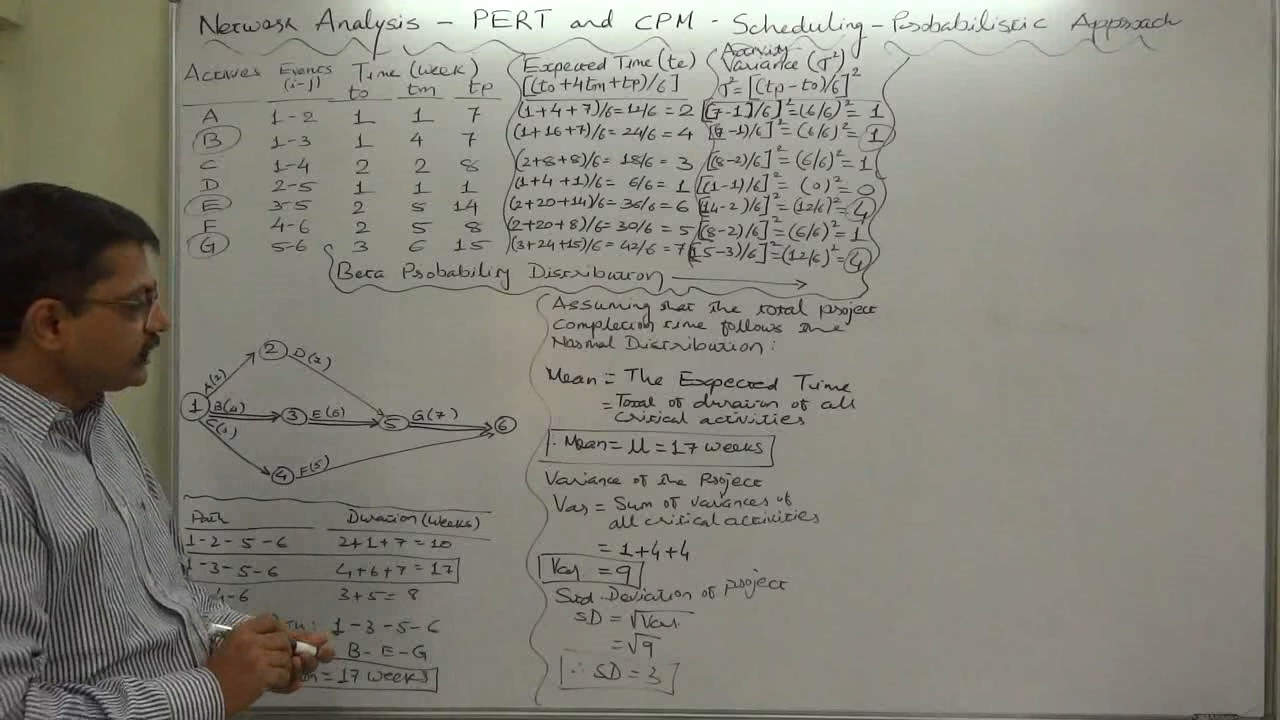 Network Analysis - PERT and CPM - Scheduling - Probabilistic Approach
Activies Events (i-j) Time (week) to tm tp Expected Time (te) [(to+4tm+tp)/6] Activity Variance (σ²) σ² = [(tp-to)/6]²
A 1-2 1 1 7 (1+4+7)/6=12/6=2 [(7-1)/6]²=(6/6)²=1
B 1-3 1 4 7 (1+16+7)/6=24/6=4 [(7-1)/6]²=(6/6)²=1
C 1-4 2 2 8 (2+8+8)/6=18/6=3 [(8-2)/6]²=(6/6)²=1
D 2-5 1 1 1 (1+4+1)/6=6/6=1 [(1-1)/6]²=(0)²=0
E 3-5 2 5 14 (2+20+14)/6=36/6=6 [14-2)/6]²=(12/6)²=4
F 4-6 2 5 8 (2+20+8)/6=30/6=5 [(8-2)/6]²=(6/6)²=1
G 5-6 3 6 15 (3+24+15)/6=42/6=7 [15-3)/6]²=(12/6)²=4
Beta Probability Distribution
1 A(2) 2
B(4) 3 E(6) 5 G(7) 6
4 F(5)
Path Duration (weeks)
1-2-5-6 2+1+7=10
1-3-5-6 4+6+7=17
4-6 3+5=8
1-3-5-6
B-E-G
= 17 weeks
Assuming that the total project
completion time follows the
Normal Distribution:
Mean = The Expected Time
= Total of duration of all
critical activities
∴ Mean = μ = 17 weeks
Variance of the Project
Var = Sum of variances of
all critical activities
= 1+4+4
Var = 9
Std. Deviation of project
SD = √Var
= √9
∴ SD = 3